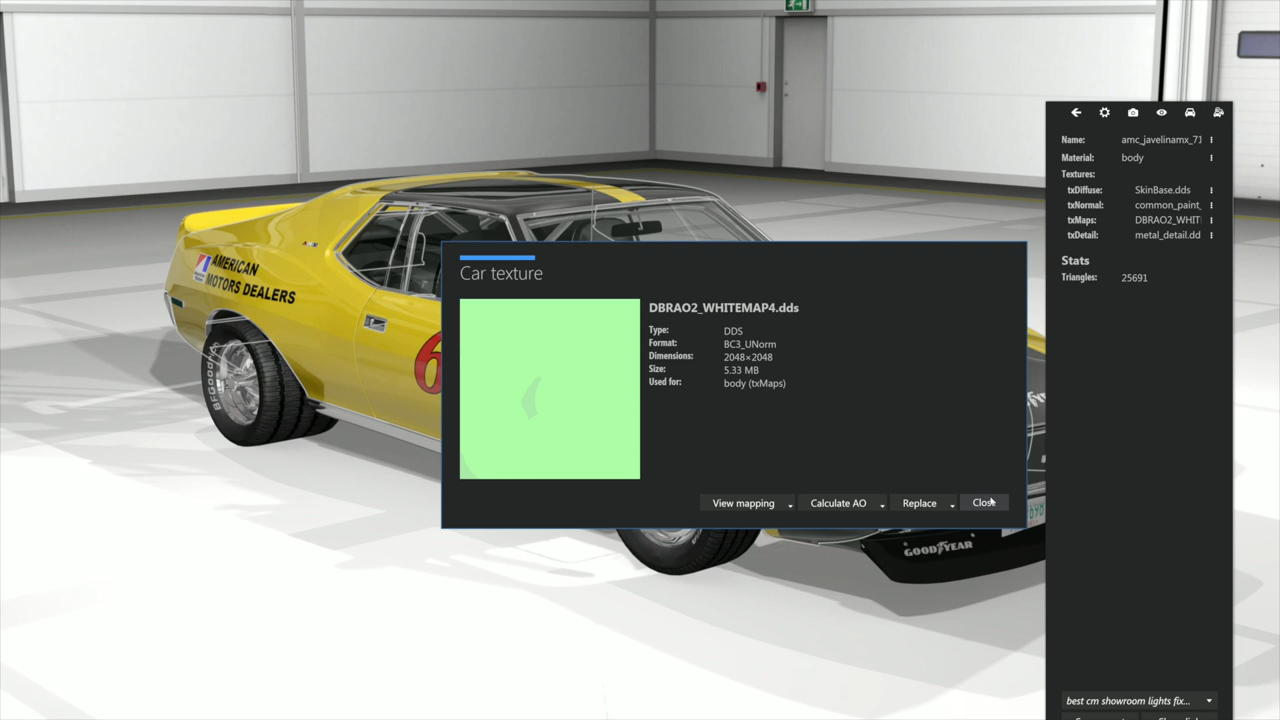 AMERICAN
MOTORS DEALERS
6
BFGoodrich
GOODYEAR
Name: amc_javelinamx_71
Material: body
Textures:
txDiffuse: SkinBase.dds
txNormal: common_paint_
txMaps: DBRAO2_WHIT
txDetail: metal_detail.dd
Stats
Triangles: 25691
Car texture
DBRAO2_WHITEMAP4.dds
Type: DDS
Format: BC3_UNorm
Dimensions: 2048×2048
Size: 5.33 MB
Used for: body (txMaps)
View mapping
Calculate AO
Replace
Close
best cm showroom lights fix...